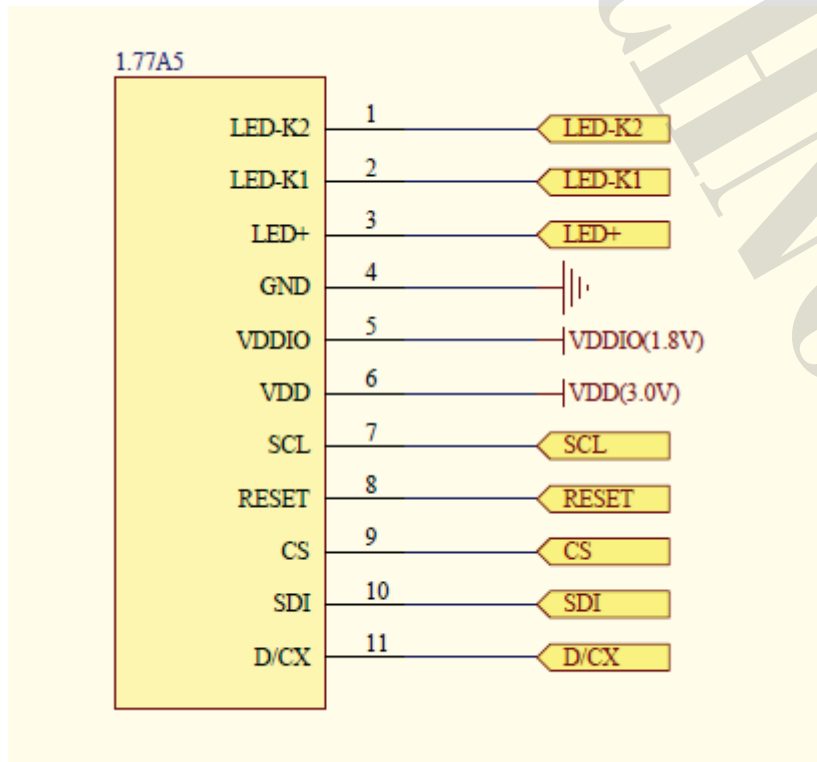 1.77A5
LED-K2 1 LED-K2
LED-K1 2 LED-K1
LED+ 3 LED+
GND 4
VDDIO 5 VDDIO(1.8V)
VDD 6 VDD(3.0V)
SCL 7 SCL
RESET 8 RESET
CS 9 CS
SDI 10 SDI
D/CX 11 D/CX